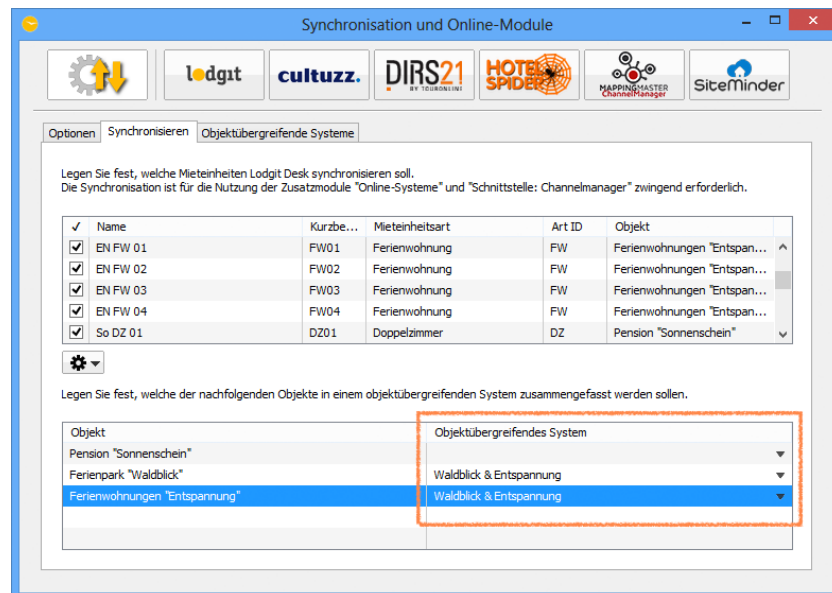 Synchronisation und Online-Module
lodgit
cultuzz.
DIRS21
BY TOURONLINE
HOTEL
SPIDER
MAPPINGMASTER
ChannelManager
SiteMinder
Optionen Synchronisieren Objektübergreifende Systeme
Legen Sie fest, welche Mieteinheiten Lodgit Desk synchronisieren soll.
Die Synchronisation ist für die Nutzung der Zusatzmodule "Online-Systeme" und "Schnittstelle: Channelmanager" zwingend erforderlich.
✓ Name Kurzbe... Mieteinheitsart Art ID Objekt
EN FW 01 FW01 Ferienwohnung FW Ferienwohnungen "Entspan...
EN FW 02 FW02 Ferienwohnung FW Ferienwohnungen "Entspan...
EN FW 03 FW03 Ferienwohnung FW Ferienwohnungen "Entspan...
EN FW 04 FW04 Ferienwohnung FW Ferienwohnungen "Entspan...
So DZ 01 DZ01 Doppelzimmer DZ Pension "Sonnenschein"
Legen Sie fest, welche der nachfolgenden Objekte in einem objektübergreifenden System zusammengefasst werden sollen.
Objekt Objektübergreifendes System
Pension "Sonnenschein"
Ferienpark "Waldblick" Waldblick & Entspannung
Ferienwohnungen "Entspannung" Waldblick & Entspannung